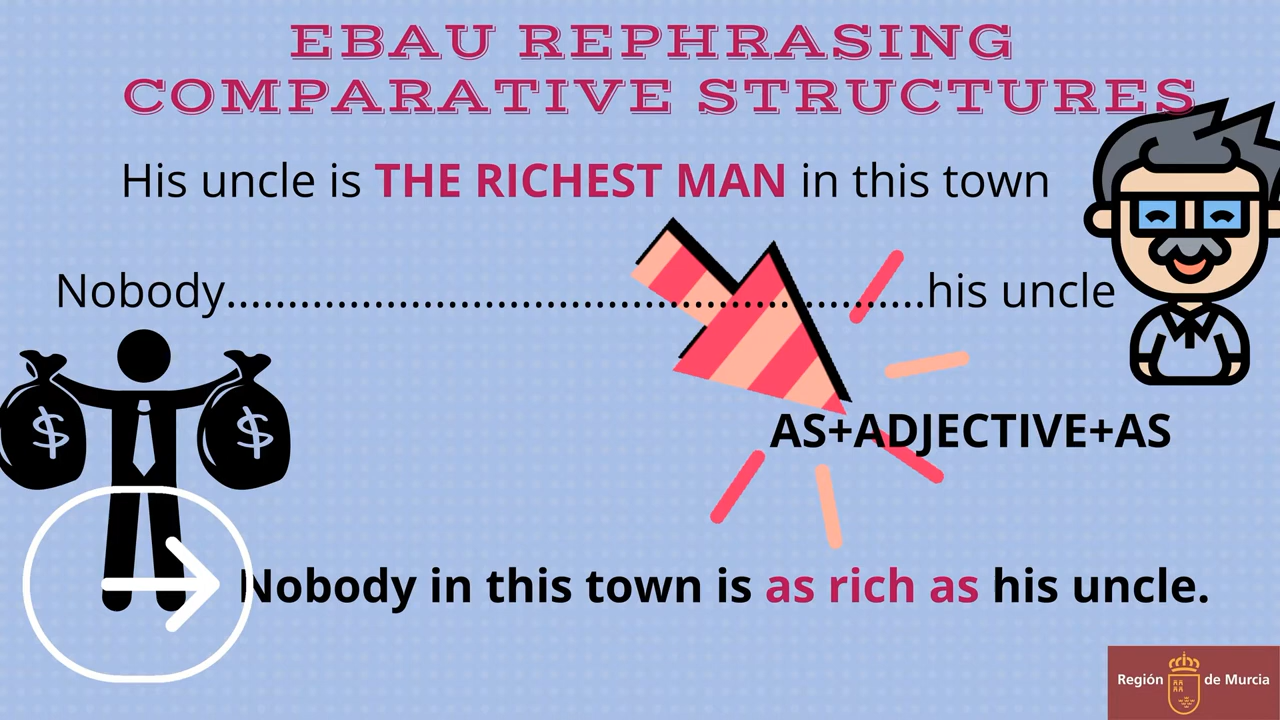 EBAU REPHRASING
COMPARATIVE STRUCTURES
His uncle is THE RICHEST MAN in this town
Nobody........................................................his uncle
AS+ADJECTIVE+AS
Nobody in this town is as rich as his uncle.
Región de Murcia